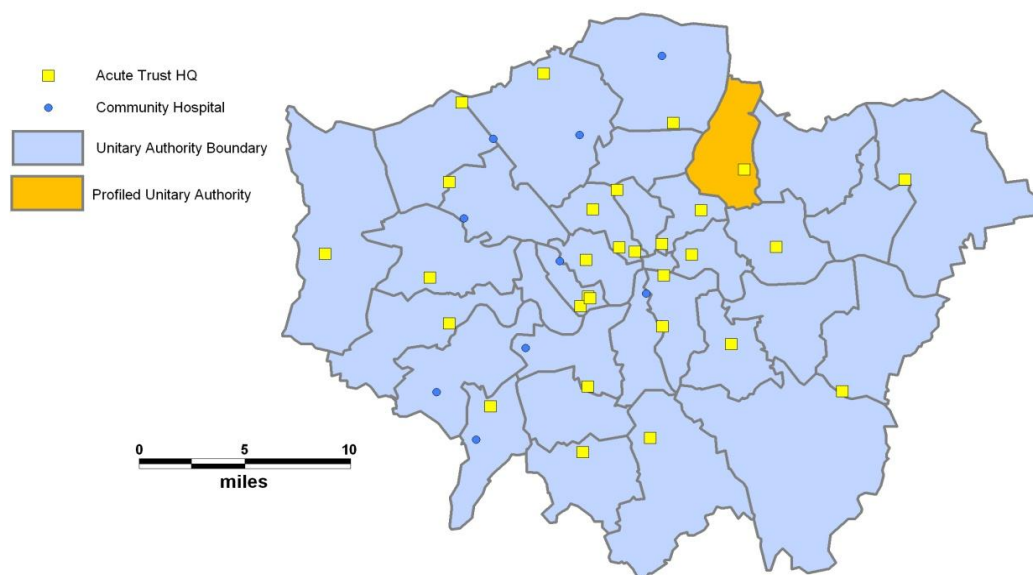 Acute Trust HQ
Community Hospital
Unitary Authority Boundary
Profiled Unitary Authority
0 5 10
miles